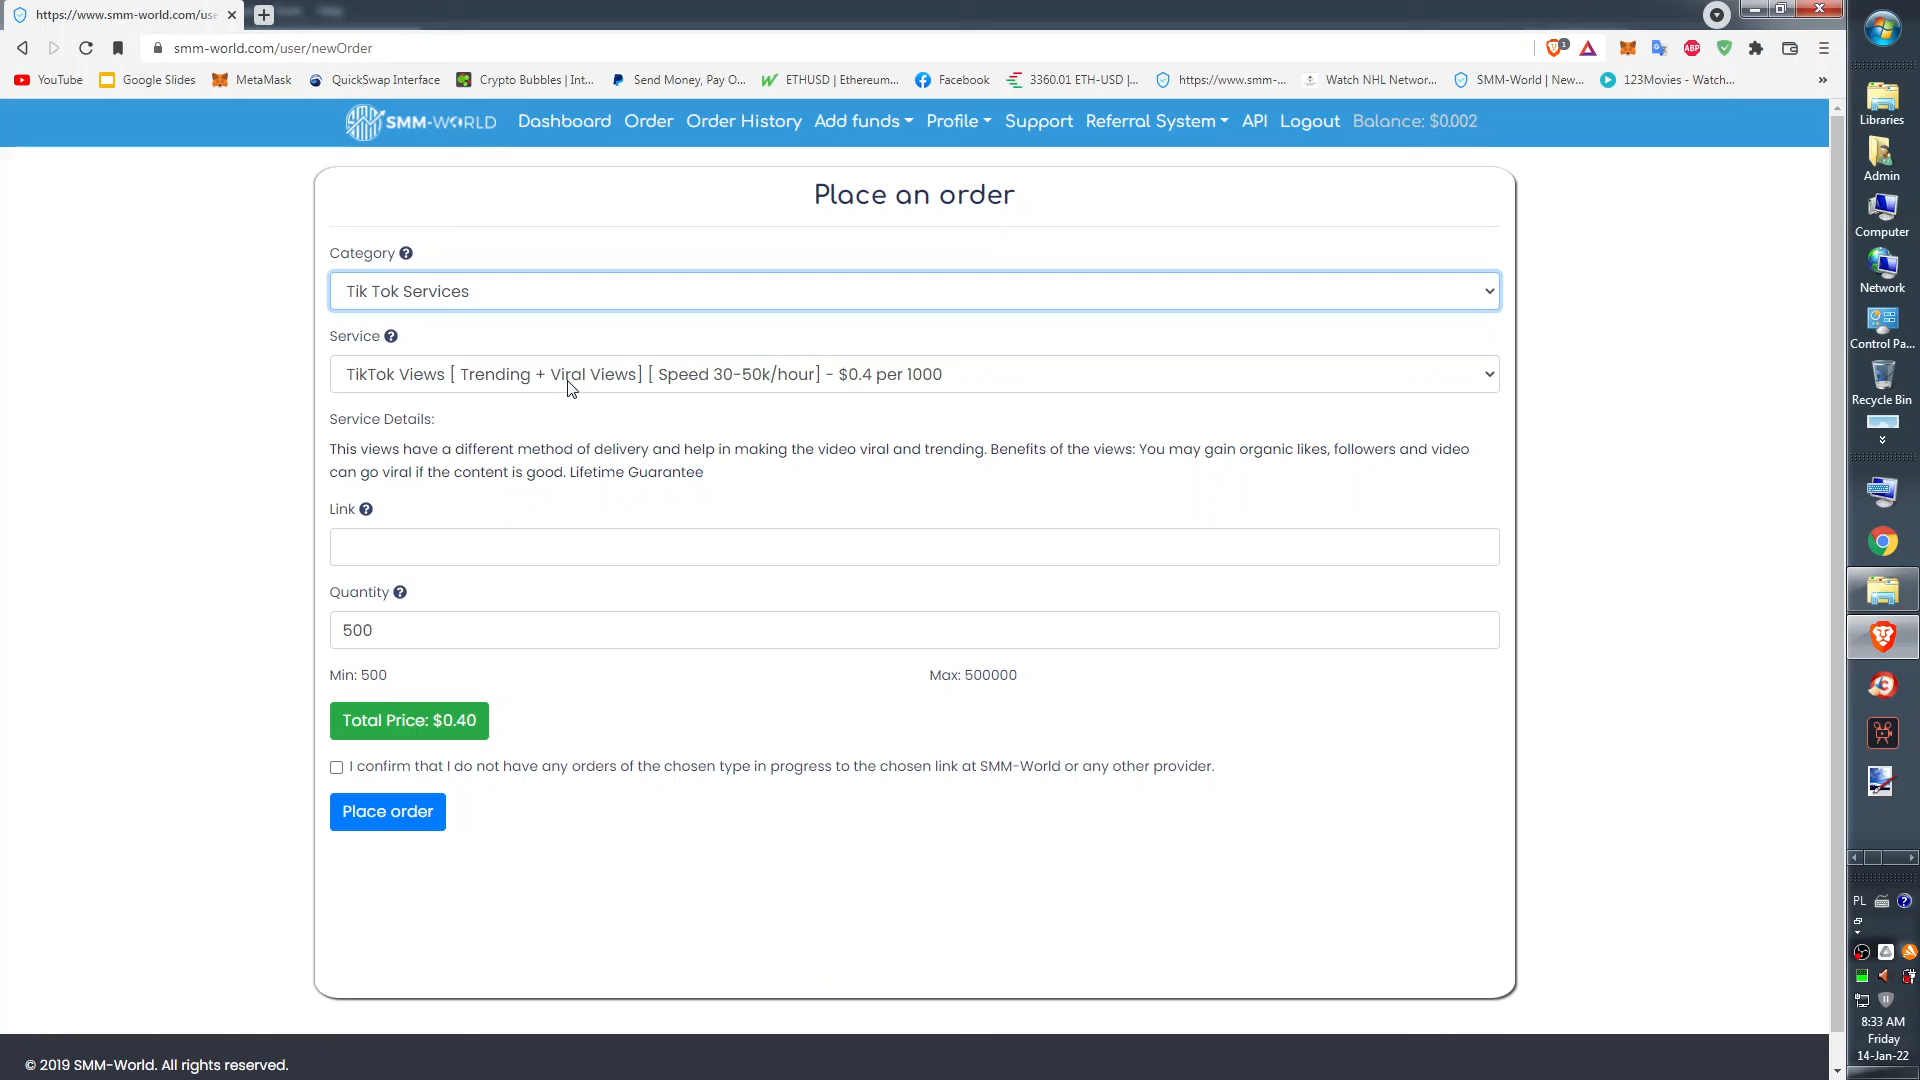 https://www.smm-world.com/use
smm-world.com/user/newOrder
1
ABP
YouTube
Google Slides
MetaMask
QuickSwap Interface
Crypto Bubbles | Int...
Send Money, Pay O...
ETHUSD | Ethereum...
Facebook
3360.01 ETH-USD |...
https://www.smm-...
Watch NHL Networ...
SMM-World | New...
123Movies - Watch...
SMM-WORLD
Dashboard
Order
Order History
Add funds
Profile
Support
Referral System
API
Logout
Balance: $0.002
Place an order
Category
Tik Tok Services
Service
TikTok Views [ Trending + Viral Views] [ Speed 30-50k/hour] - $0.4 per 1000
Service Details:
This views have a different method of delivery and help in making the video viral and trending. Benefits of the views: You may gain organic likes, followers and video
can go viral if the content is good. Lifetime Guarantee
Link
Quantity
500
Min: 500
Max: 500000
Total Price: $0.40
I confirm that I do not have any orders of the chosen type in progress to the chosen link at SMM-World or any other provider.
Place order
© 2019 SMM-World. All rights reserved.
Libraries
Admin
Computer
Network
Control Pa...
Recycle Bin
PL
8:33 AM
Friday
14-Jan-22